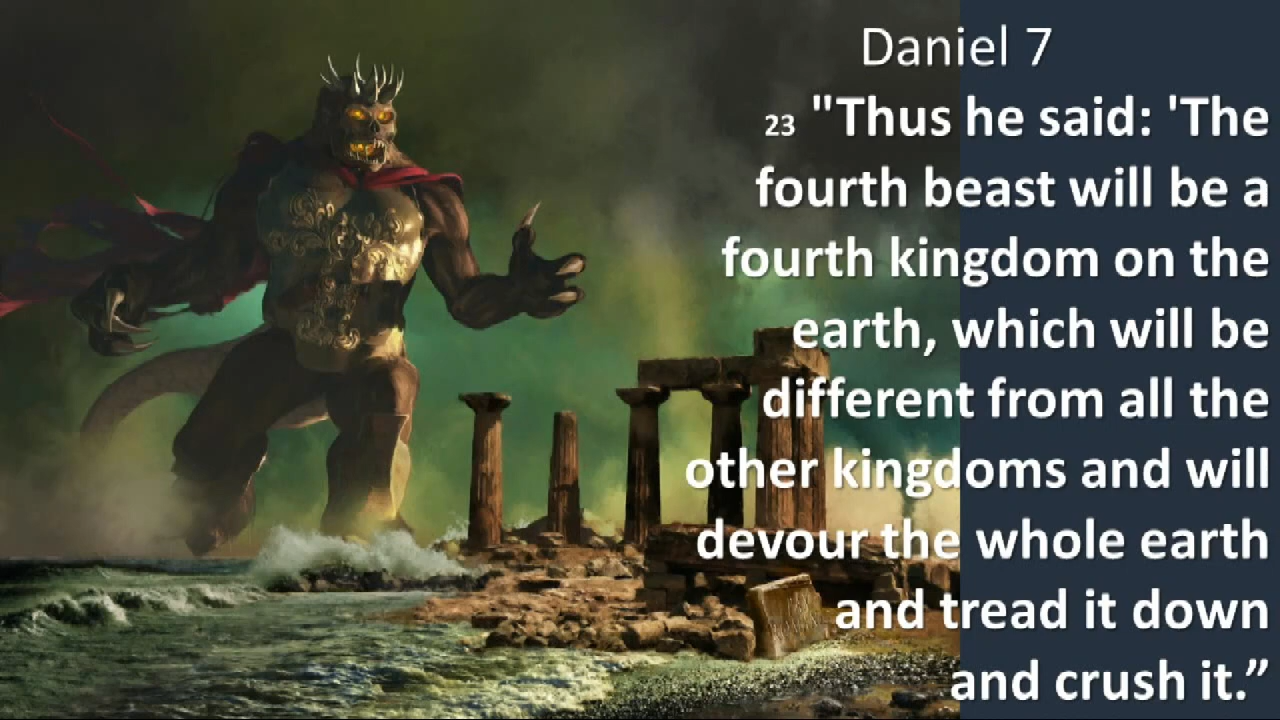 Daniel 7
23 "Thus he said: 'The
fourth beast will be a
fourth kingdom on the
earth, which will be
different from all the
other kingdoms and will
devour the whole earth
and tread it down
and crush it.”